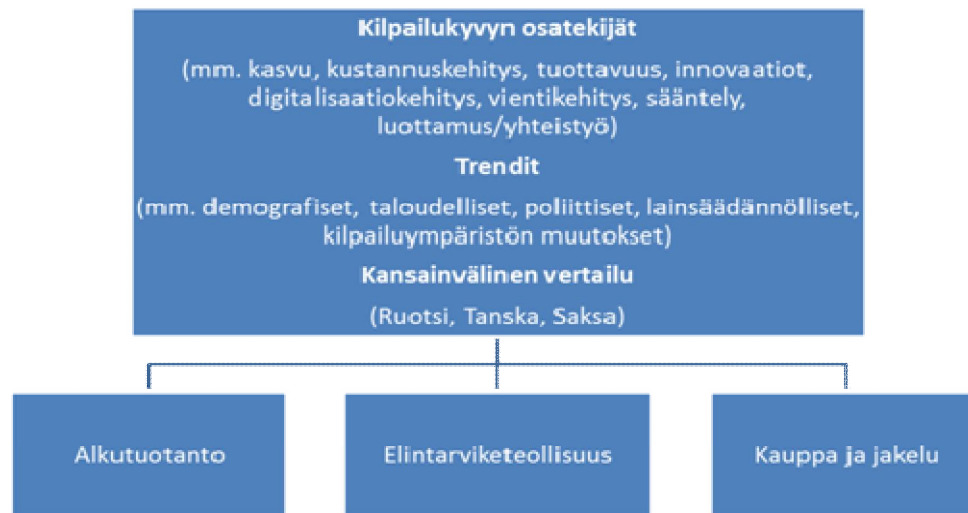 Kilpailukyvyn osatekijät
(mm. kasvu, kustannuskehitys, tuottavuus, innovaatiot,
digitalisaatiokehitys, vientikehitys, sääntely,
luottamus/yhteistyö)
Trendit
(mm. demografiset, taloudelliset, poliittiset, lainsäädännölliset,
kilpailuympäristön muutokset)
Kansainvälinen vertailu
(Ruotsi, Tanska, Saksa)
Alkutuotanto
Elintarviketeollisuus
Kauppa ja jakelu